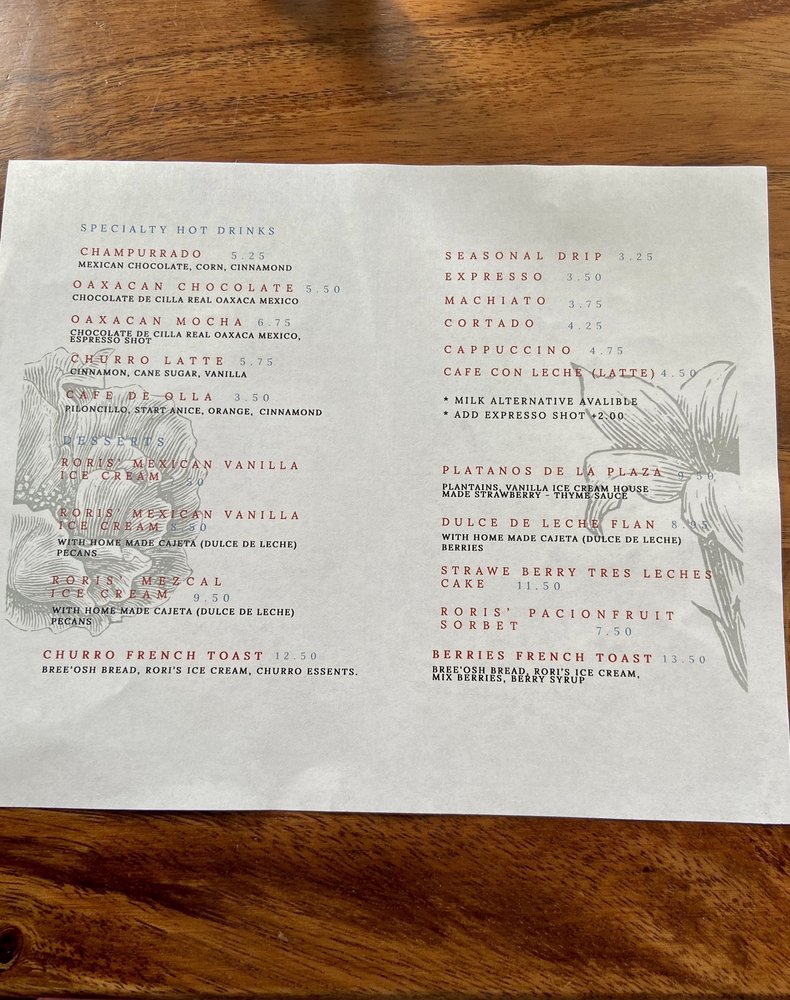 SPECIALTY HOT DRINKS
CHAMPURRADO 5.25
MEXICAN CHOCOLATE, CORN, CINNAMOND
OAXACAN CHOCOLATE 5.50
CHOCOLATE DE CILLA REAL OAXACA MEXICO
OAXACAN MOCHA 6.75
CHOCOLATE DE CILLA REAL OAXACA MEXICO,
ESPRESSO SHOT
CHURRO LATTE 5.75
CINNAMON, CANE SUGAR, VANILLA
CAFE DE OLLA 3.50
PILONCILLO, START ANICE, ORANGE, CINNAMOND
DESSERTS
RORIS' MEXICAN VANILLA
ICE CREAM
RORIS' MEXICAN VANILLA
ICE CREAM 8.50
WITH HOME MADE CAJETA (DULCE DE LECHE)
PECANS
RORIS' MEZCAL
ICE CREAM 9.50
WITH HOME MADE CAJETA (DULCE DE LECHE)
PECANS
CHURRO FRENCH TOAST 12.50
BREE'OSH BREAD, RORI'S ICE CREAM, CHURRO ESSENTS.
SEASONAL DRIP 3.25
EXPRESSO 3.50
MACHIATO 3.75
CORTADO 4.25
CAPPUCCINO 4.75
CAFE CON LECHE (LATTE) 4.50
* MILK ALTERNATIVE AVALIBLE
* ADD EXPRESSO SHOT +2.00
PLATANOS DE LA PLAZA 9.50
PLANTAINS, VANILLA ICE CREAM HOUSE
MADE STRAWBERRY - THYME SAUCE
DULCE DE LECHE FLAN 8.95
WITH HOME MADE CAJETA (DULCE DE LECHE)
BERRIES
STRAWE BERRY TRES LECHES
CAKE 11.50
RORIS' PACIONFRUIT
SORBET 7.50
BERRIES FRENCH TOAST 13.50
BREE'OSH BREAD, RORI'S ICE CREAM,
MIX BERRIES, BERRY SYRUP